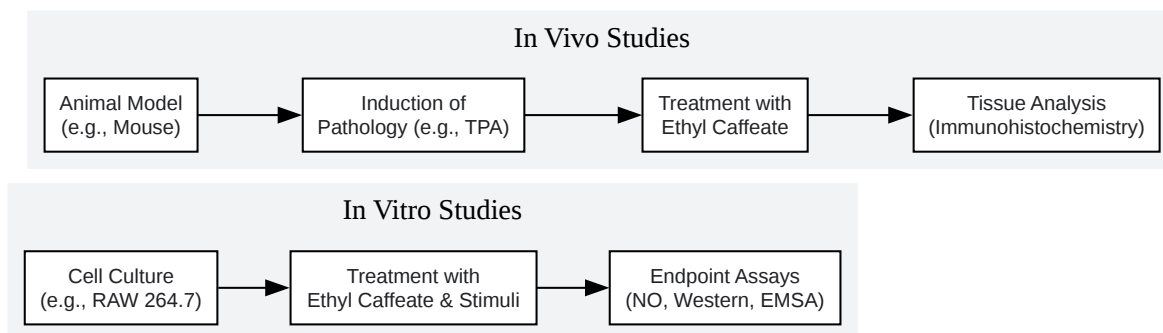 In Vivo Studies
Animal Model
(e.g., Mouse)
Induction of
Pathology (e.g., TPA)
Treatment with
Ethyl Caffeate
Tissue Analysis
(Immunohistochemistry)
In Vitro Studies
Cell Culture
(e.g., RAW 264.7)
Treatment with
Ethyl Caffeate & Stimuli
Endpoint Assays
(NO, Western, EMSA)